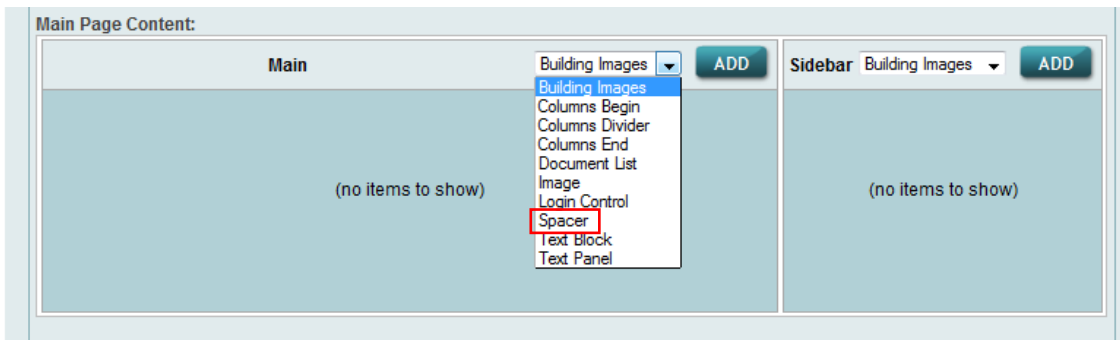 Main Page Content:
Main Building Images ADD Sidebar Building Images ADD
Building Images
Columns Begin
Columns Divider
Columns End
Document List
Image
Login Control
Spacer
Text Block
Text Panel
(no items to show) (no items to show)